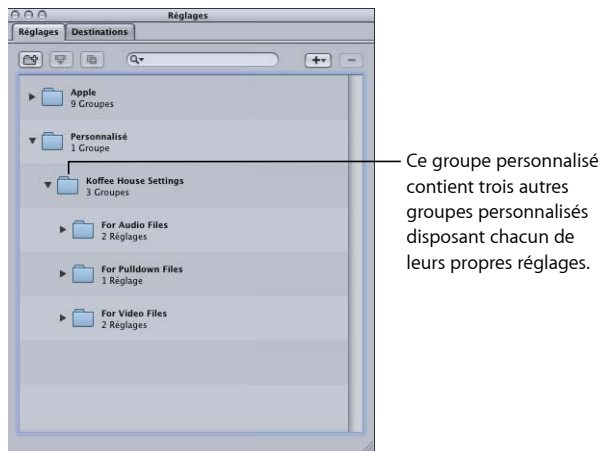 Réglages
Réglages Destinations
Apple
9 Groupes
Personnalisé
1 Groupe
Koffee House Settings
3 Groupes
Ce groupe personnalisé
contient trois autres
groupes personnalisés
disposant chacun de
leurs propres réglages.
For Audio Files
2 Réglages
For Pulldown Files
1 Réglage
For Video Files
2 Réglages